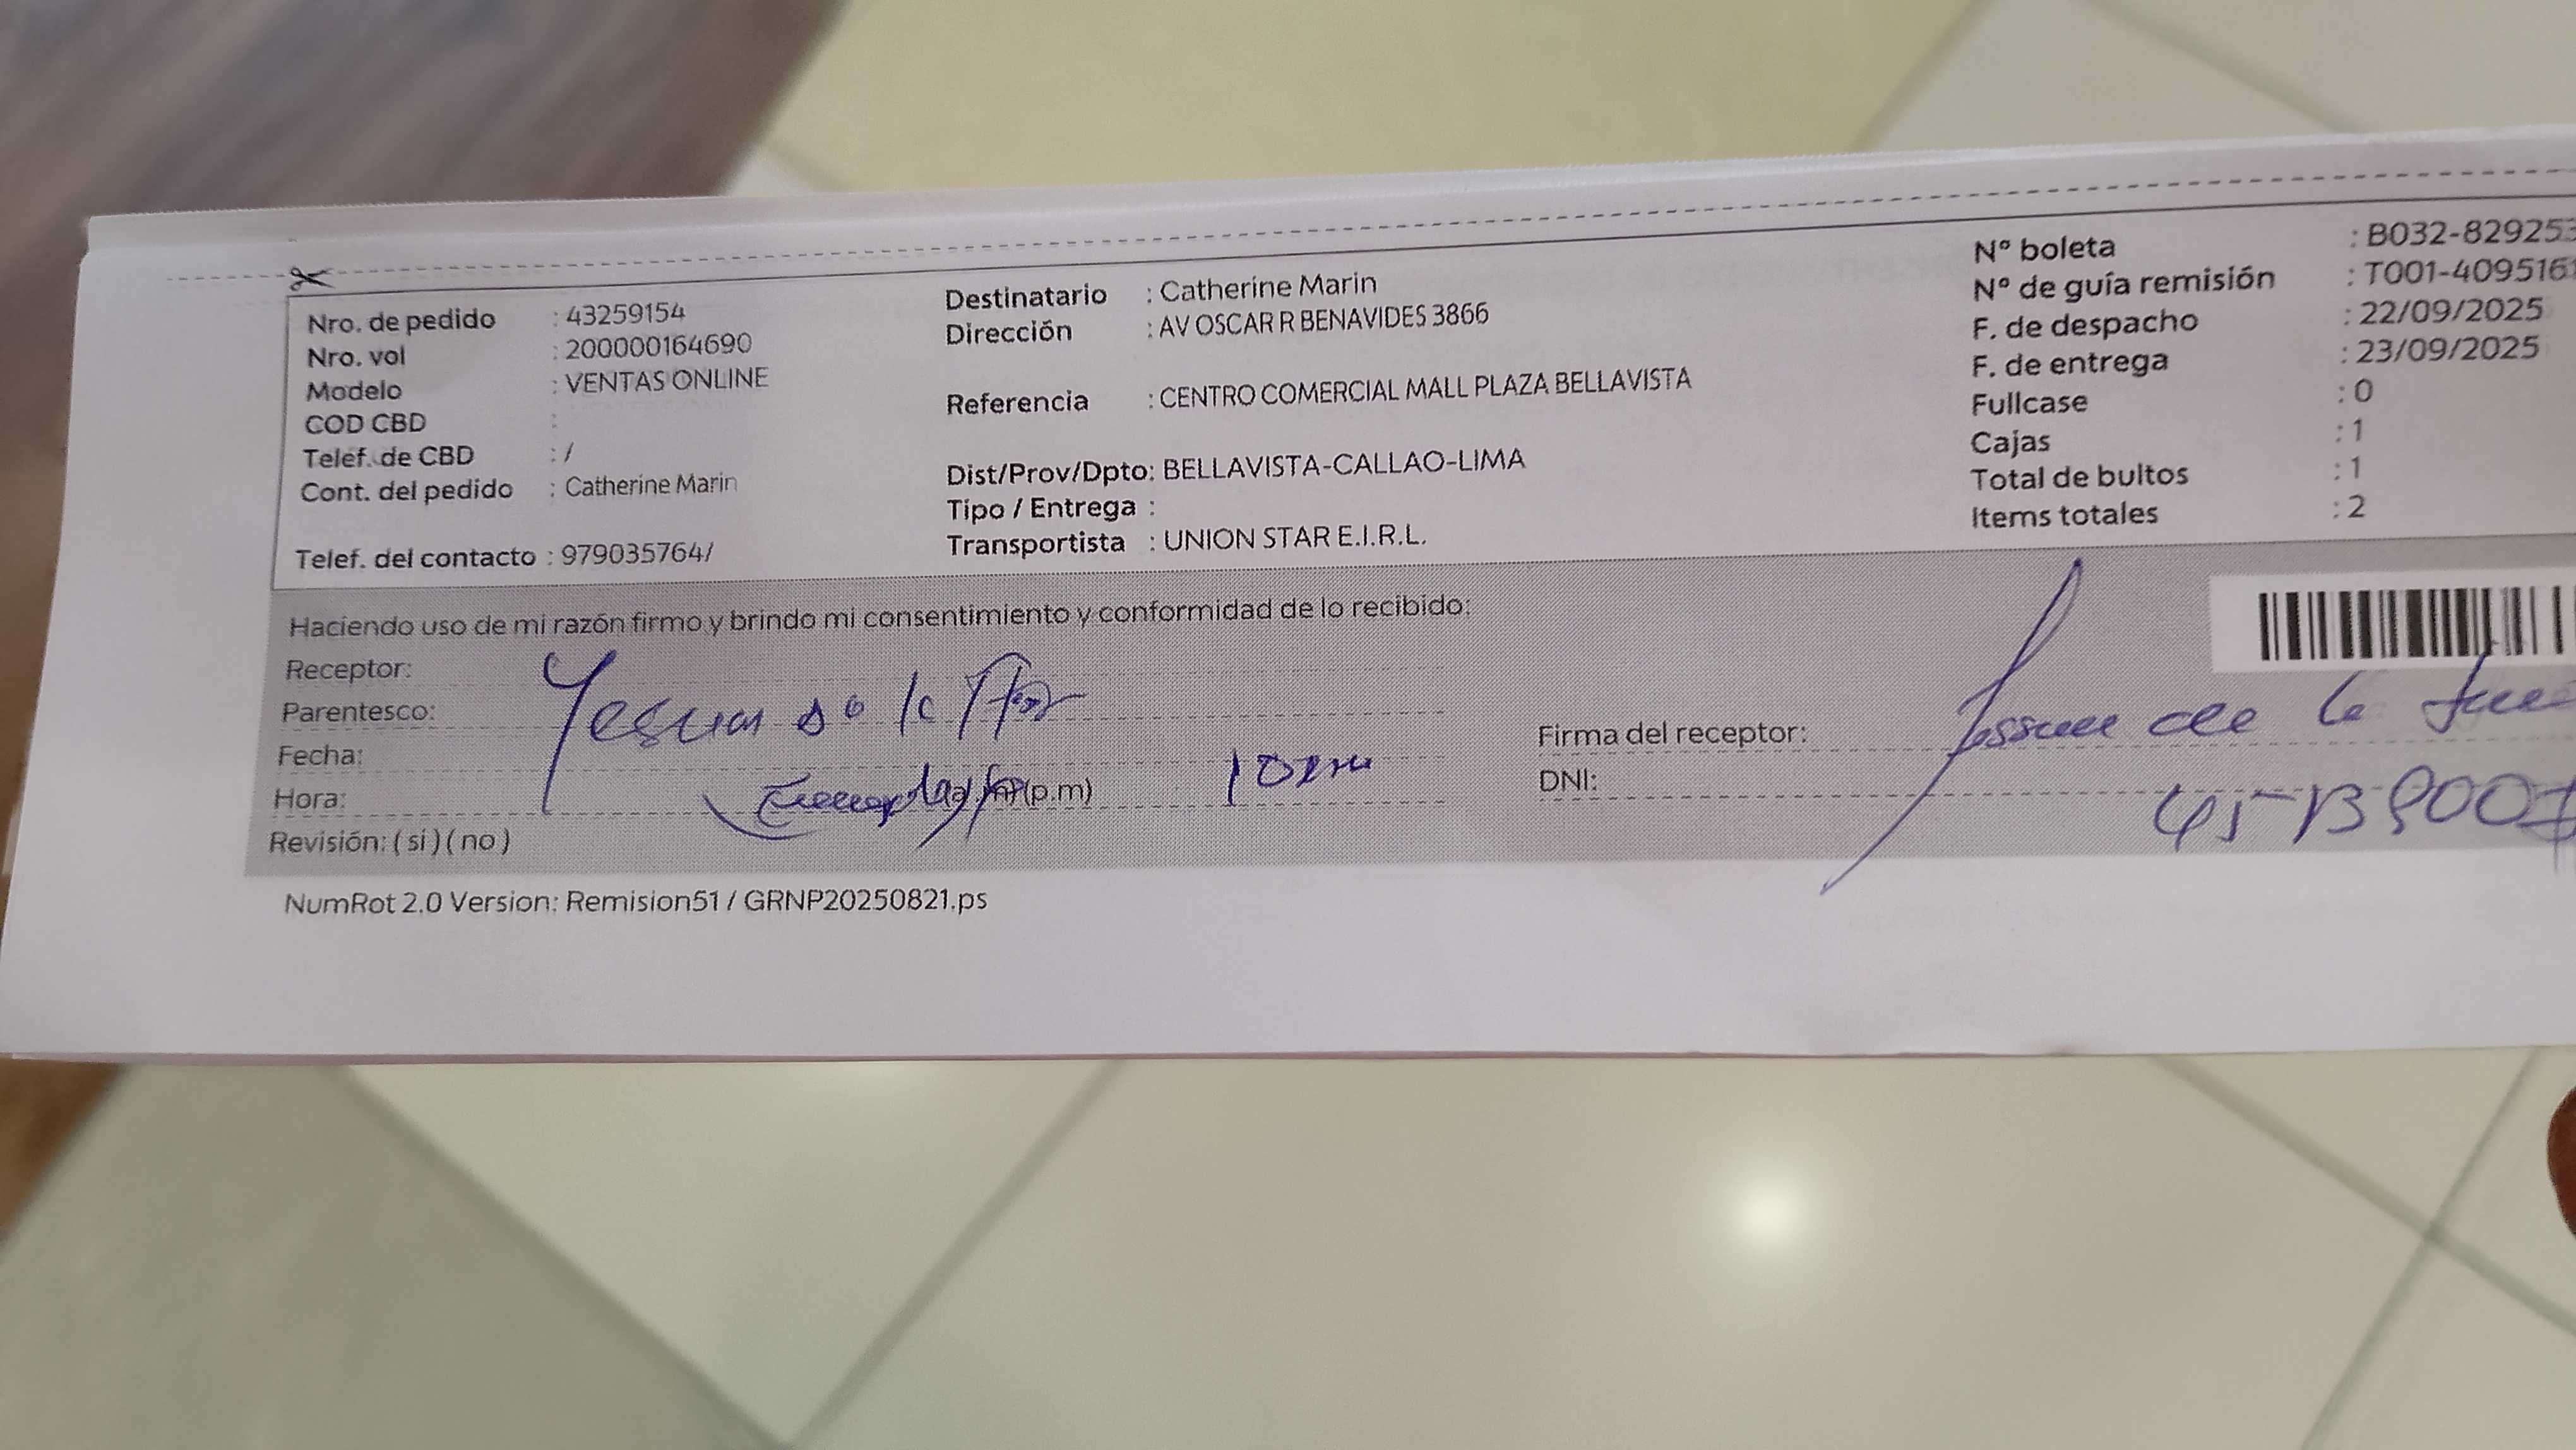 Nro. de pedido : 43259154
Nro. vol : 200000164690
Modelo : VENTAS ONLINE
COD CBD :
Telef. de CBD : /
Cont. del pedido : Catherine Marin
Telef. del contacto : 979035764/
Destinatario : Catherine Marin
Dirección : AV OSCAR R BENAVIDES 3866
Referencia : CENTRO COMERCIAL MALL PLAZA BELLAVISTA
Dist/Prov/Dpto: BELLAVISTA-CALLAO-LIMA
Tipo / Entrega :
Transportista : UNION STAR E.I.R.L.
N° boleta : B032-829253
N° de guía remisión : T001-4095161
F. de despacho : 22/09/2025
F. de entrega : 23/09/2025
Fullcase : 0
Cajas : 1
Total de bultos : 1
Items totales : 2
Haciendo uso de mi razón firmo y brindo mi consentimiento y conformidad de lo recibido:
Receptor:
Parentesco:
Fecha:
Hora: (p.m)
Revisión: ( si ) ( no )
Firma del receptor:
DNI:
NumRot 2.0 Version: Remision51 / GRNP20250821.ps